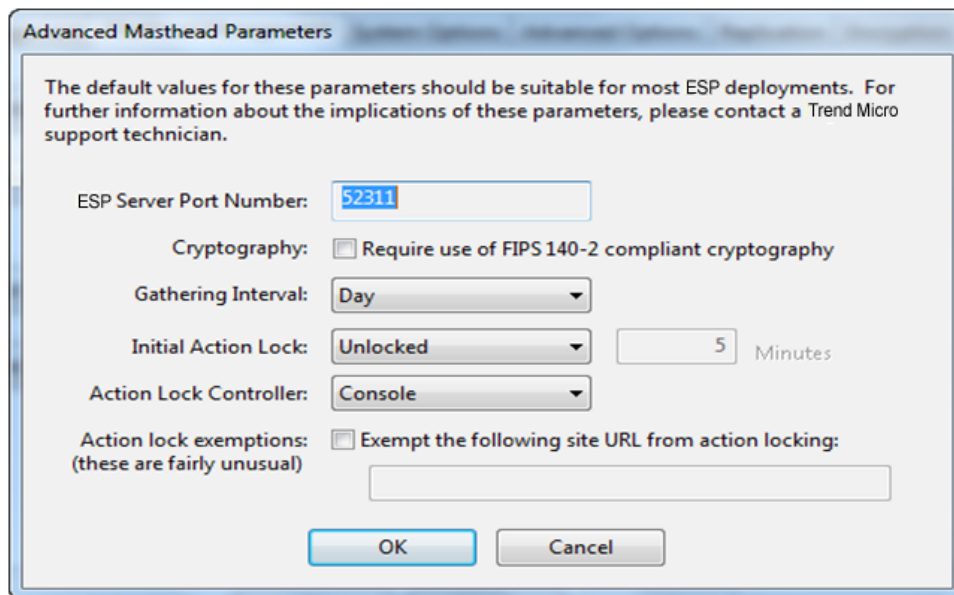 Advanced Masthead Parameters
The default values for these parameters should be suitable for most ESP deployments. For
further information about the implications of these parameters, please contact a Trend Micro
support technician.
ESP Server Port Number: 52311
Cryptography: Require use of FIPS 140-2 compliant cryptography
Gathering Interval: Day
Initial Action Lock: Unlocked 5 Minutes
Action Lock Controller: Console
Action lock exemptions: Exempt the following site URL from action locking:
(these are fairly unusual)
OK Cancel